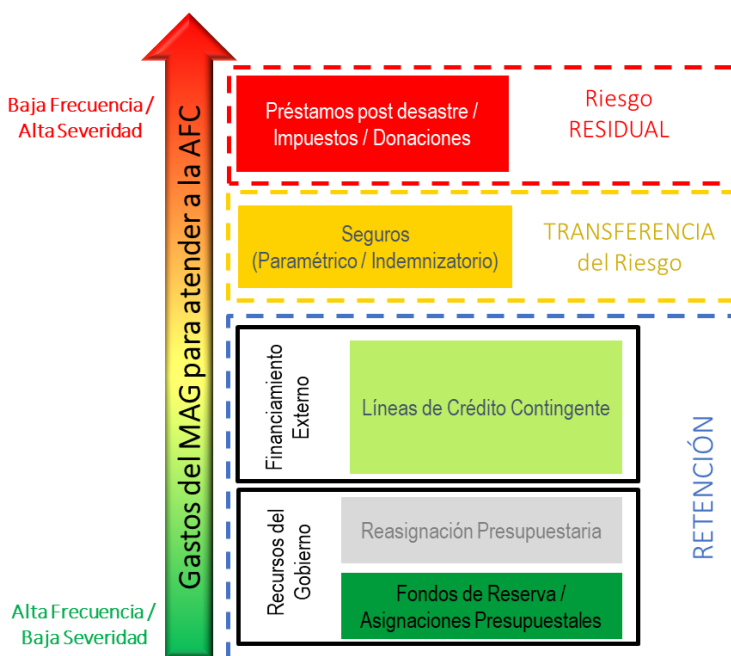 Baja Frecuencia /
Alta Severidad
Gastos del MAG para atender a la AFC
Préstamos post desastre /
Impuestos / Donaciones
Riesgo
RESIDUAL
Seguros
(Paramétrico / Indemnizatorio)
TRANSFERENCIA
del Riesgo
Financiamiento
Externo
Líneas de Crédito Contingente
RETENCIÓN
Recursos del
Gobierno
Reasignación Presupuestaria
Fondos de Reserva /
Asignaciones Presupuestales
Alta Frecuencia /
Baja Severidad